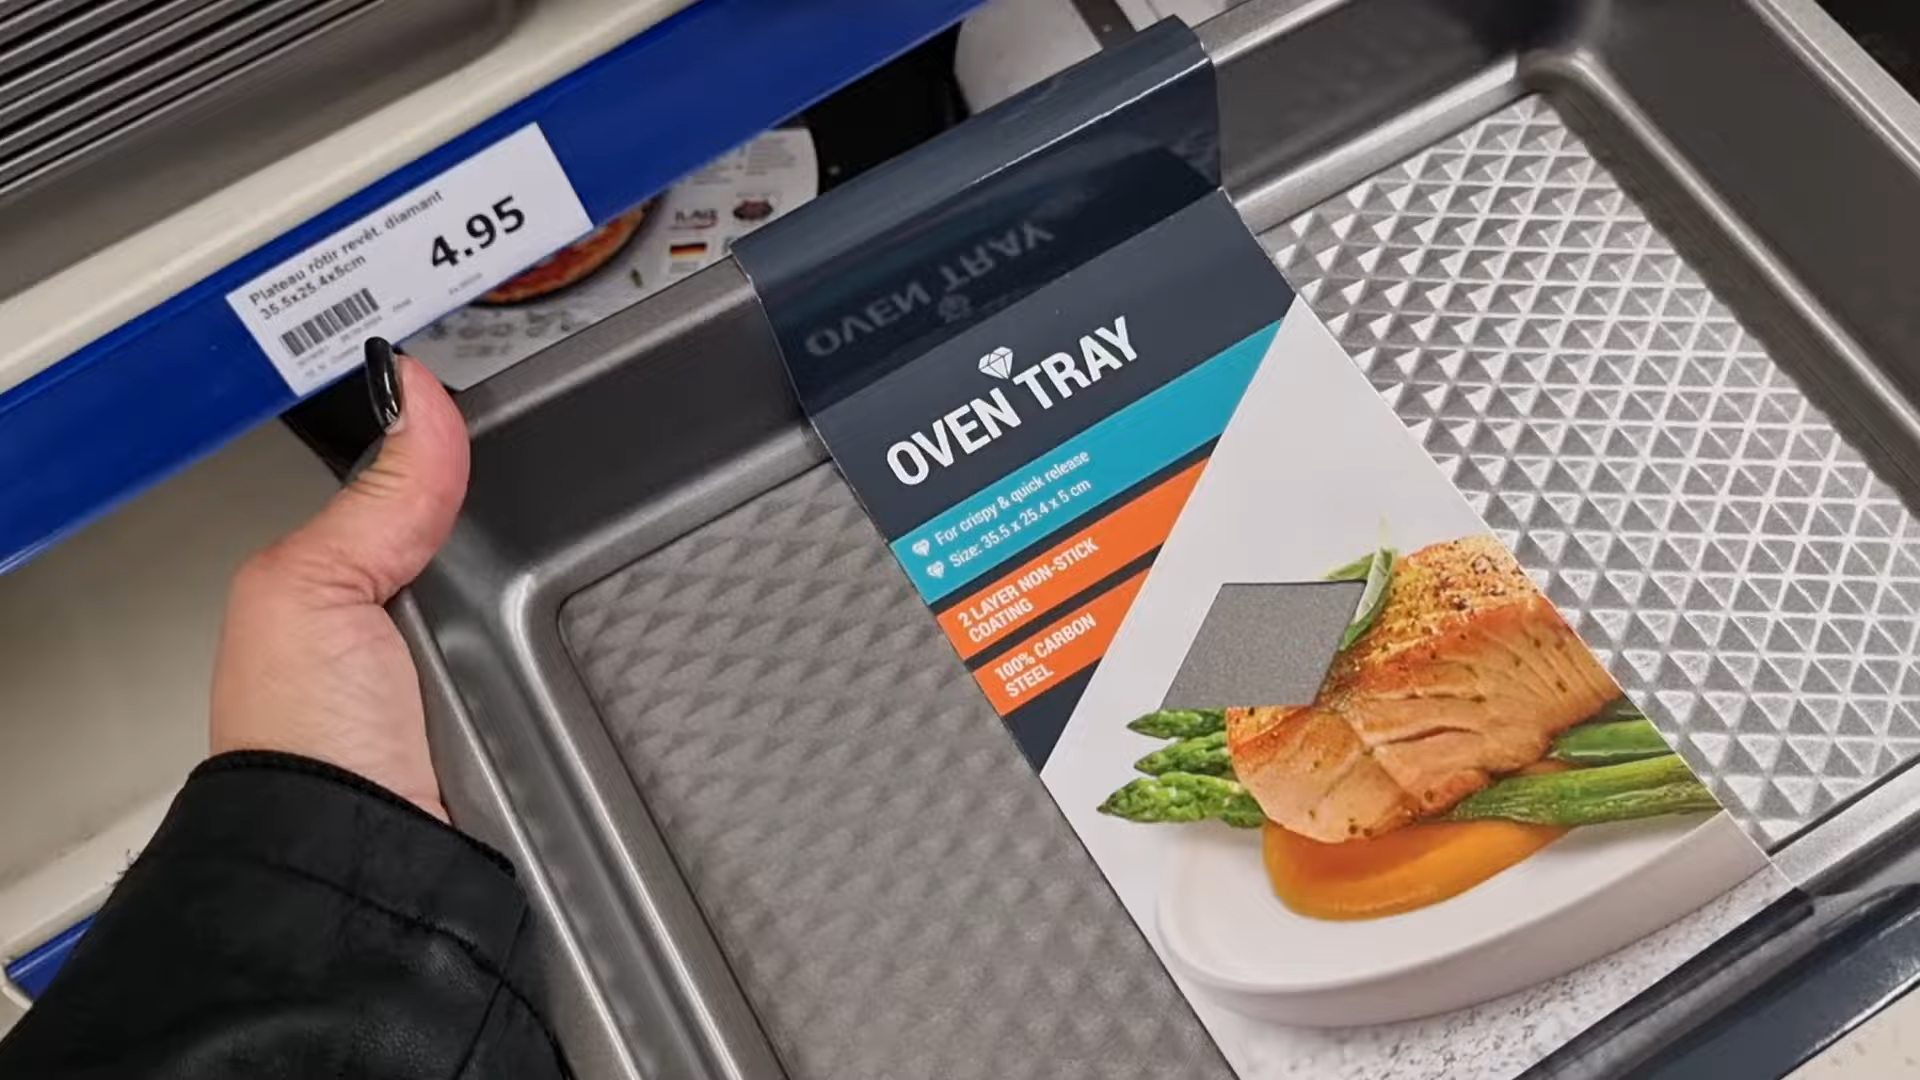 Plateau rôtir revêt. diamant
35.5x25.4x5cm
4.95
OVEN TRAY
OVEN TRAY
For crispy & quick release
Size: 35.5 x 25.4 x 5 cm
2 LAYER NON-STICK
COATING
100% CARBON
STEEL